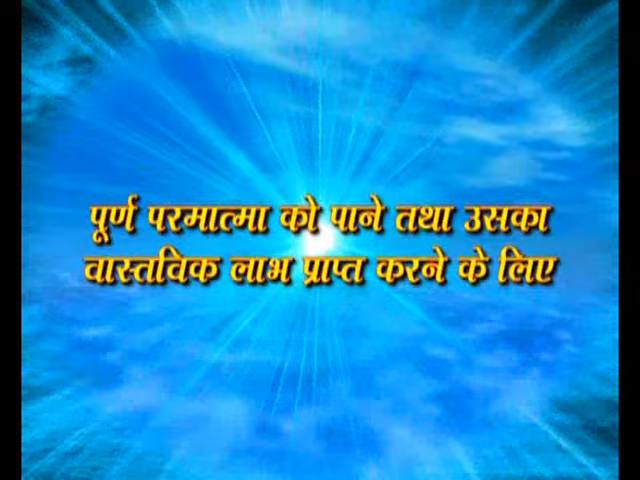 पूर्ण परमात्मा को पाने तथा उसका
वास्तविक लाभ प्राप्त करने के लिए